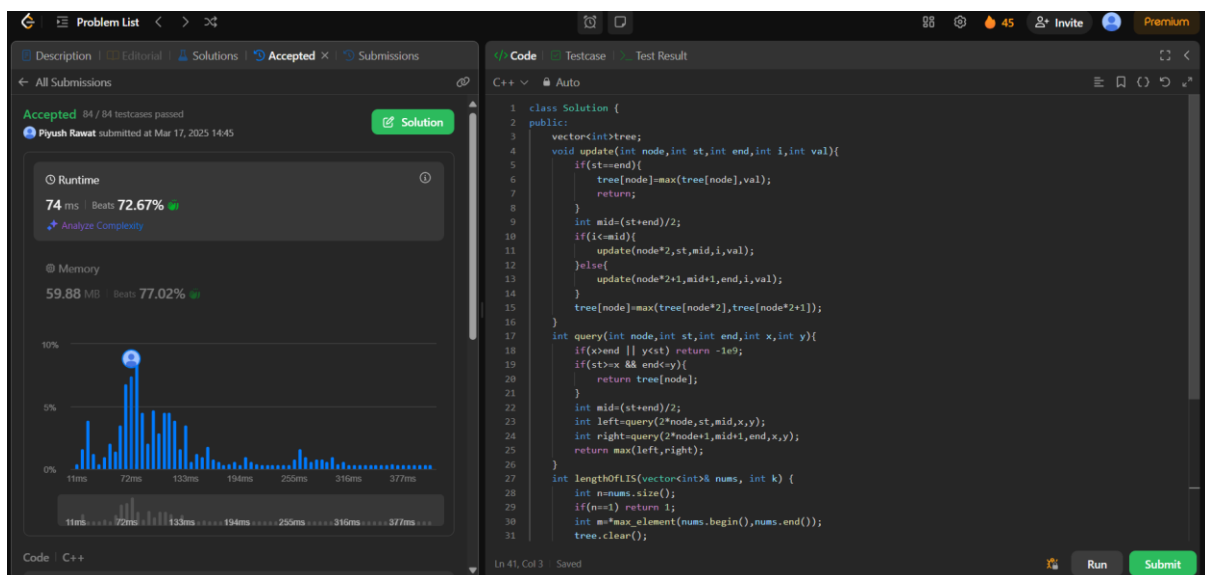 Problem List
45
Invite
Premium
Description | Editorial | Solutions | Accepted × | Submissions
← All Submissions
Accepted 84 / 84 testcases passed
Piyush Rawat submitted at Mar 17, 2025 14:45
Solution
Runtime
74 ms | Beats 72.67%
Analyze Complexity
Memory
59.88 MB | Beats 77.02%
10%
5%
0%
11ms 72ms 133ms 194ms 255ms 316ms 377ms
11ms 72ms 133ms 194ms 255ms 316ms 377ms
Code | C++
</> Code | Testcase | >_ Test Result
C++ Auto
1 class Solution {
2 public:
3 vector<int>tree;
4 void update(int node,int st,int end,int i,int val){
5 if(st==end){
6 tree[node]=max(tree[node],val);
7 return;
8 }
9 int mid=(st+end)/2;
10 if(i<=mid){
11 update(node*2,st,mid,i,val);
12 }else{
13 update(node*2+1,mid+1,end,i,val);
14 }
15 tree[node]=max(tree[node*2],tree[node*2+1]);
16 }
17 int query(int node,int st,int end,int x,int y){
18 if(x>end || y<st) return -1e9;
19 if(st>=x && end<=y){
20 return tree[node];
21 }
22 int mid=(st+end)/2;
23 int left=query(2*node,st,mid,x,y);
24 int right=query(2*node+1,mid+1,end,x,y);
25 return max(left,right);
26 }
27 int lengthOfLIS(vector<int>& nums, int k) {
28 int n=nums.size();
29 if(n==1) return 1;
30 int m=*max_element(nums.begin(),nums.end());
31 tree.clear();
Ln 41, Col 3 | Saved
Run
Submit